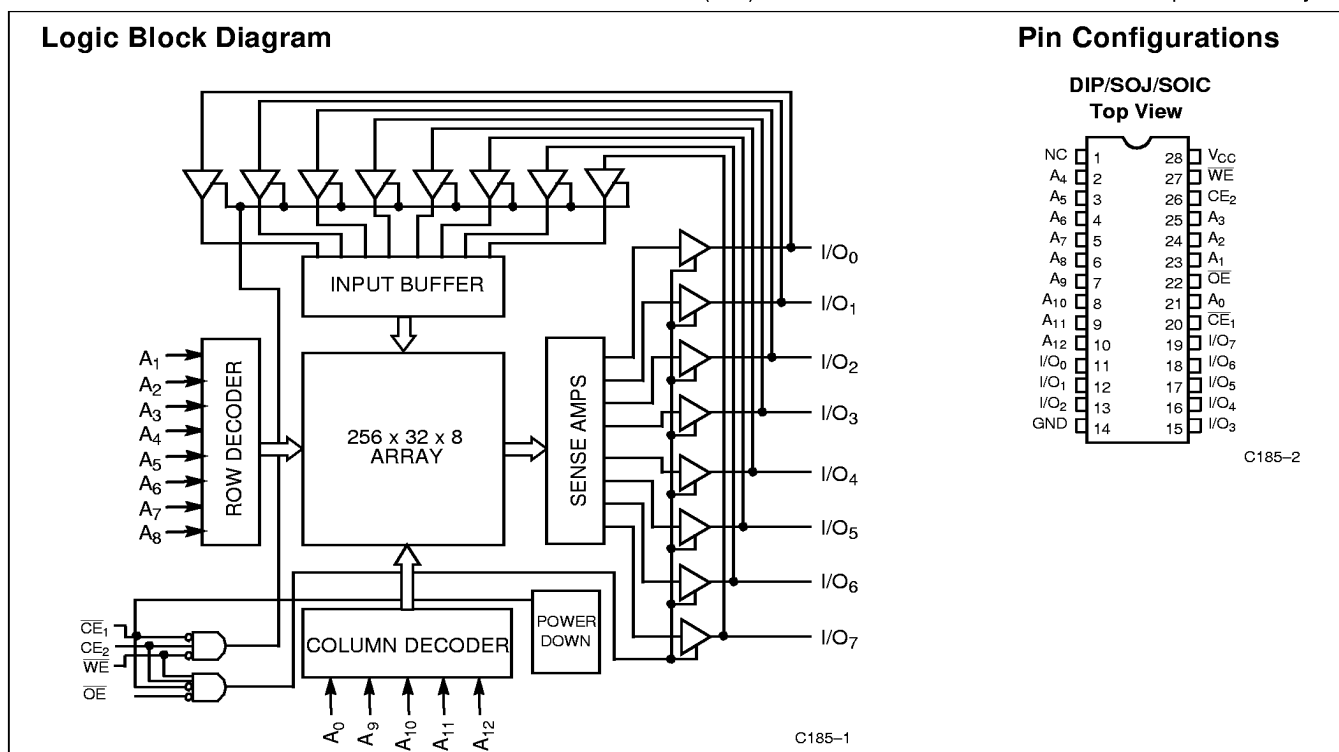 Logic Block Diagram
INPUT BUFFER
A1
A2
A3
A4
A5
A6
A7
A8
ROW DECODER
256 x 32 x 8
ARRAY
SENSE AMPS
I/O0
I/O1
I/O2
I/O3
I/O4
I/O5
I/O6
I/O7
CE1
CE2
WE
OE
COLUMN DECODER
POWER
DOWN
A0
A9
A10
A11
A12
C185–1
Pin Configurations
DIP/SOJ/SOIC
Top View
NC 1 28 VCC
A4 2 27 WE
A5 3 26 CE2
A6 4 25 A3
A7 5 24 A2
A8 6 23 A1
A9 7 22 OE
A10 8 21 A0
A11 9 20 CE1
A12 10 19 I/O7
I/O0 11 18 I/O6
I/O1 12 17 I/O5
I/O2 13 16 I/O4
GND 14 15 I/O3
C185–2